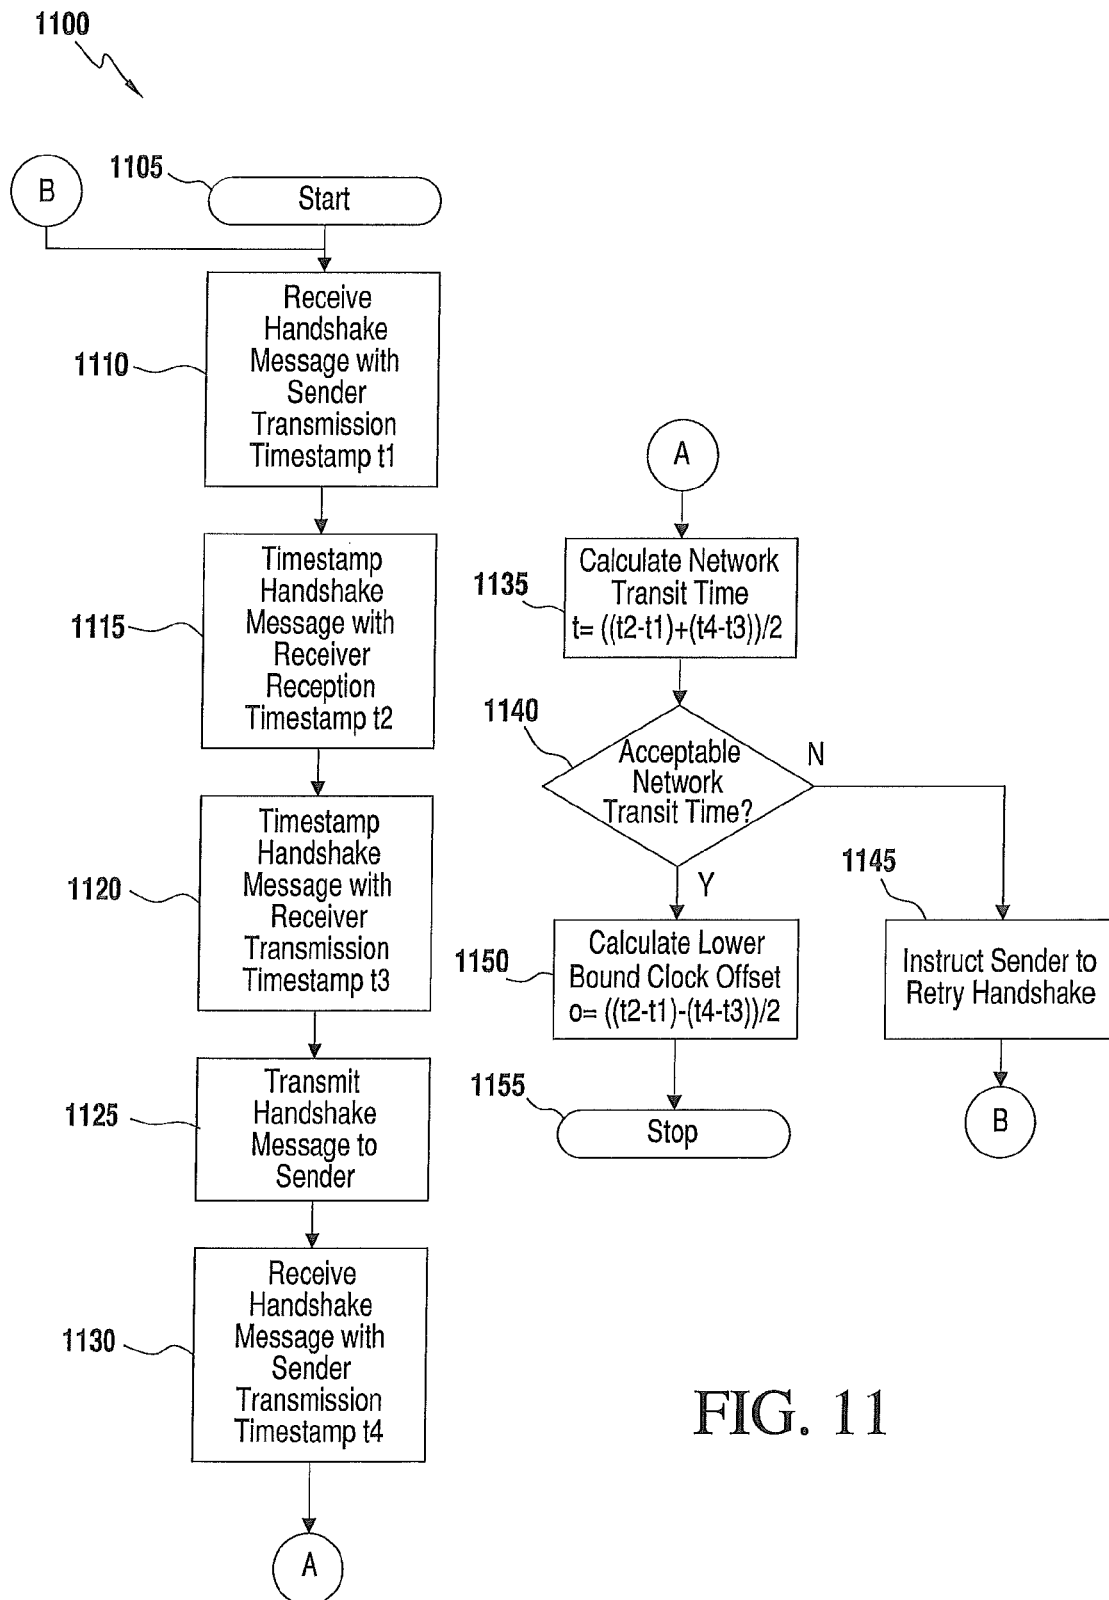 1100
B
1105
Start
1110
Receive
Handshake
Message with
Sender
Transmission
Timestamp t1
1115
Timestamp
Handshake
Message with
Receiver
Reception
Timestamp t2
1120
Timestamp
Handshake
Message with
Receiver
Transmission
Timestamp t3
1125
Transmit
Handshake
Message to
Sender
1130
Receive
Handshake
Message with
Sender
Transmission
Timestamp t4
A
A
1135
Calculate Network
Transit Time
t= ((t2-t1)+(t4-t3))/2
1140
Acceptable
Network
Transit Time?
N
Y
1145
Instruct Sender to
Retry Handshake
B
1150
Calculate Lower
Bound Clock Offset
o= ((t2-t1)-(t4-t3))/2
1155
Stop
FIG. 11